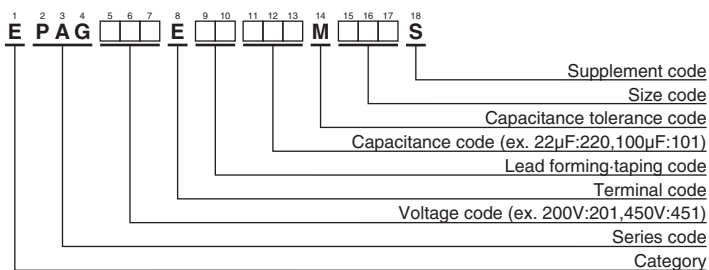 1 2 3 4 5 6 7 8 9 10 11 12 13 14 15 16 17 18
E PAG E M S
Supplement code
Size code
Capacitance tolerance code
Capacitance code (ex. 22μF:220,100μF:101)
Lead forming·taping code
Terminal code
Voltage code (ex. 200V:201,450V:451)
Series code
Category